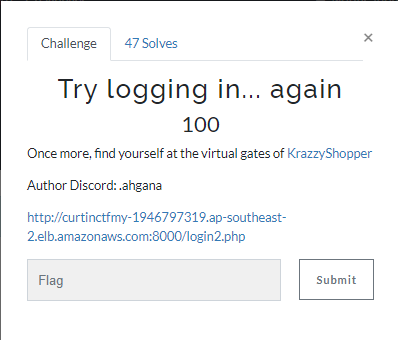 Challenge
47 Solves
×
Try logging in... again
100
Once more, find yourself at the virtual gates of KrazzyShopper
Author Discord: .ahgana
http://curtinctfmy-1946797319.ap-southeast-
2.elb.amazonaws.com:8000/login2.php
Flag
Submit